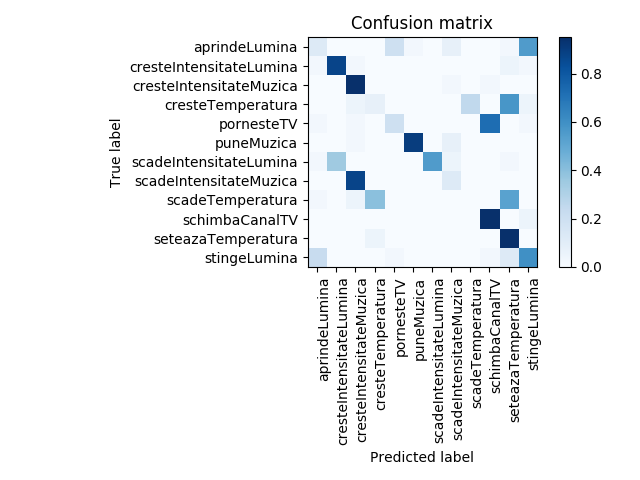 Confusion matrix
True label
aprindeLumina
cresteIntensitateLumina
cresteIntensitateMuzica
cresteTemperatura
pornesteTV
puneMuzica
scadeIntensitateLumina
scadeIntensitateMuzica
scadeTemperatura
schimbaCanalTV
seteazaTemperatura
stingeLumina
0.8
0.6
0.4
0.2
0.0
aprindeLumina
cresteIntensitateLumina
cresteIntensitateMuzica
cresteTemperatura
pornesteTV
puneMuzica
scadeIntensitateLumina
scadeIntensitateMuzica
scadeTemperatura
schimbaCanalTV
seteazaTemperatura
stingeLumina
Predicted label